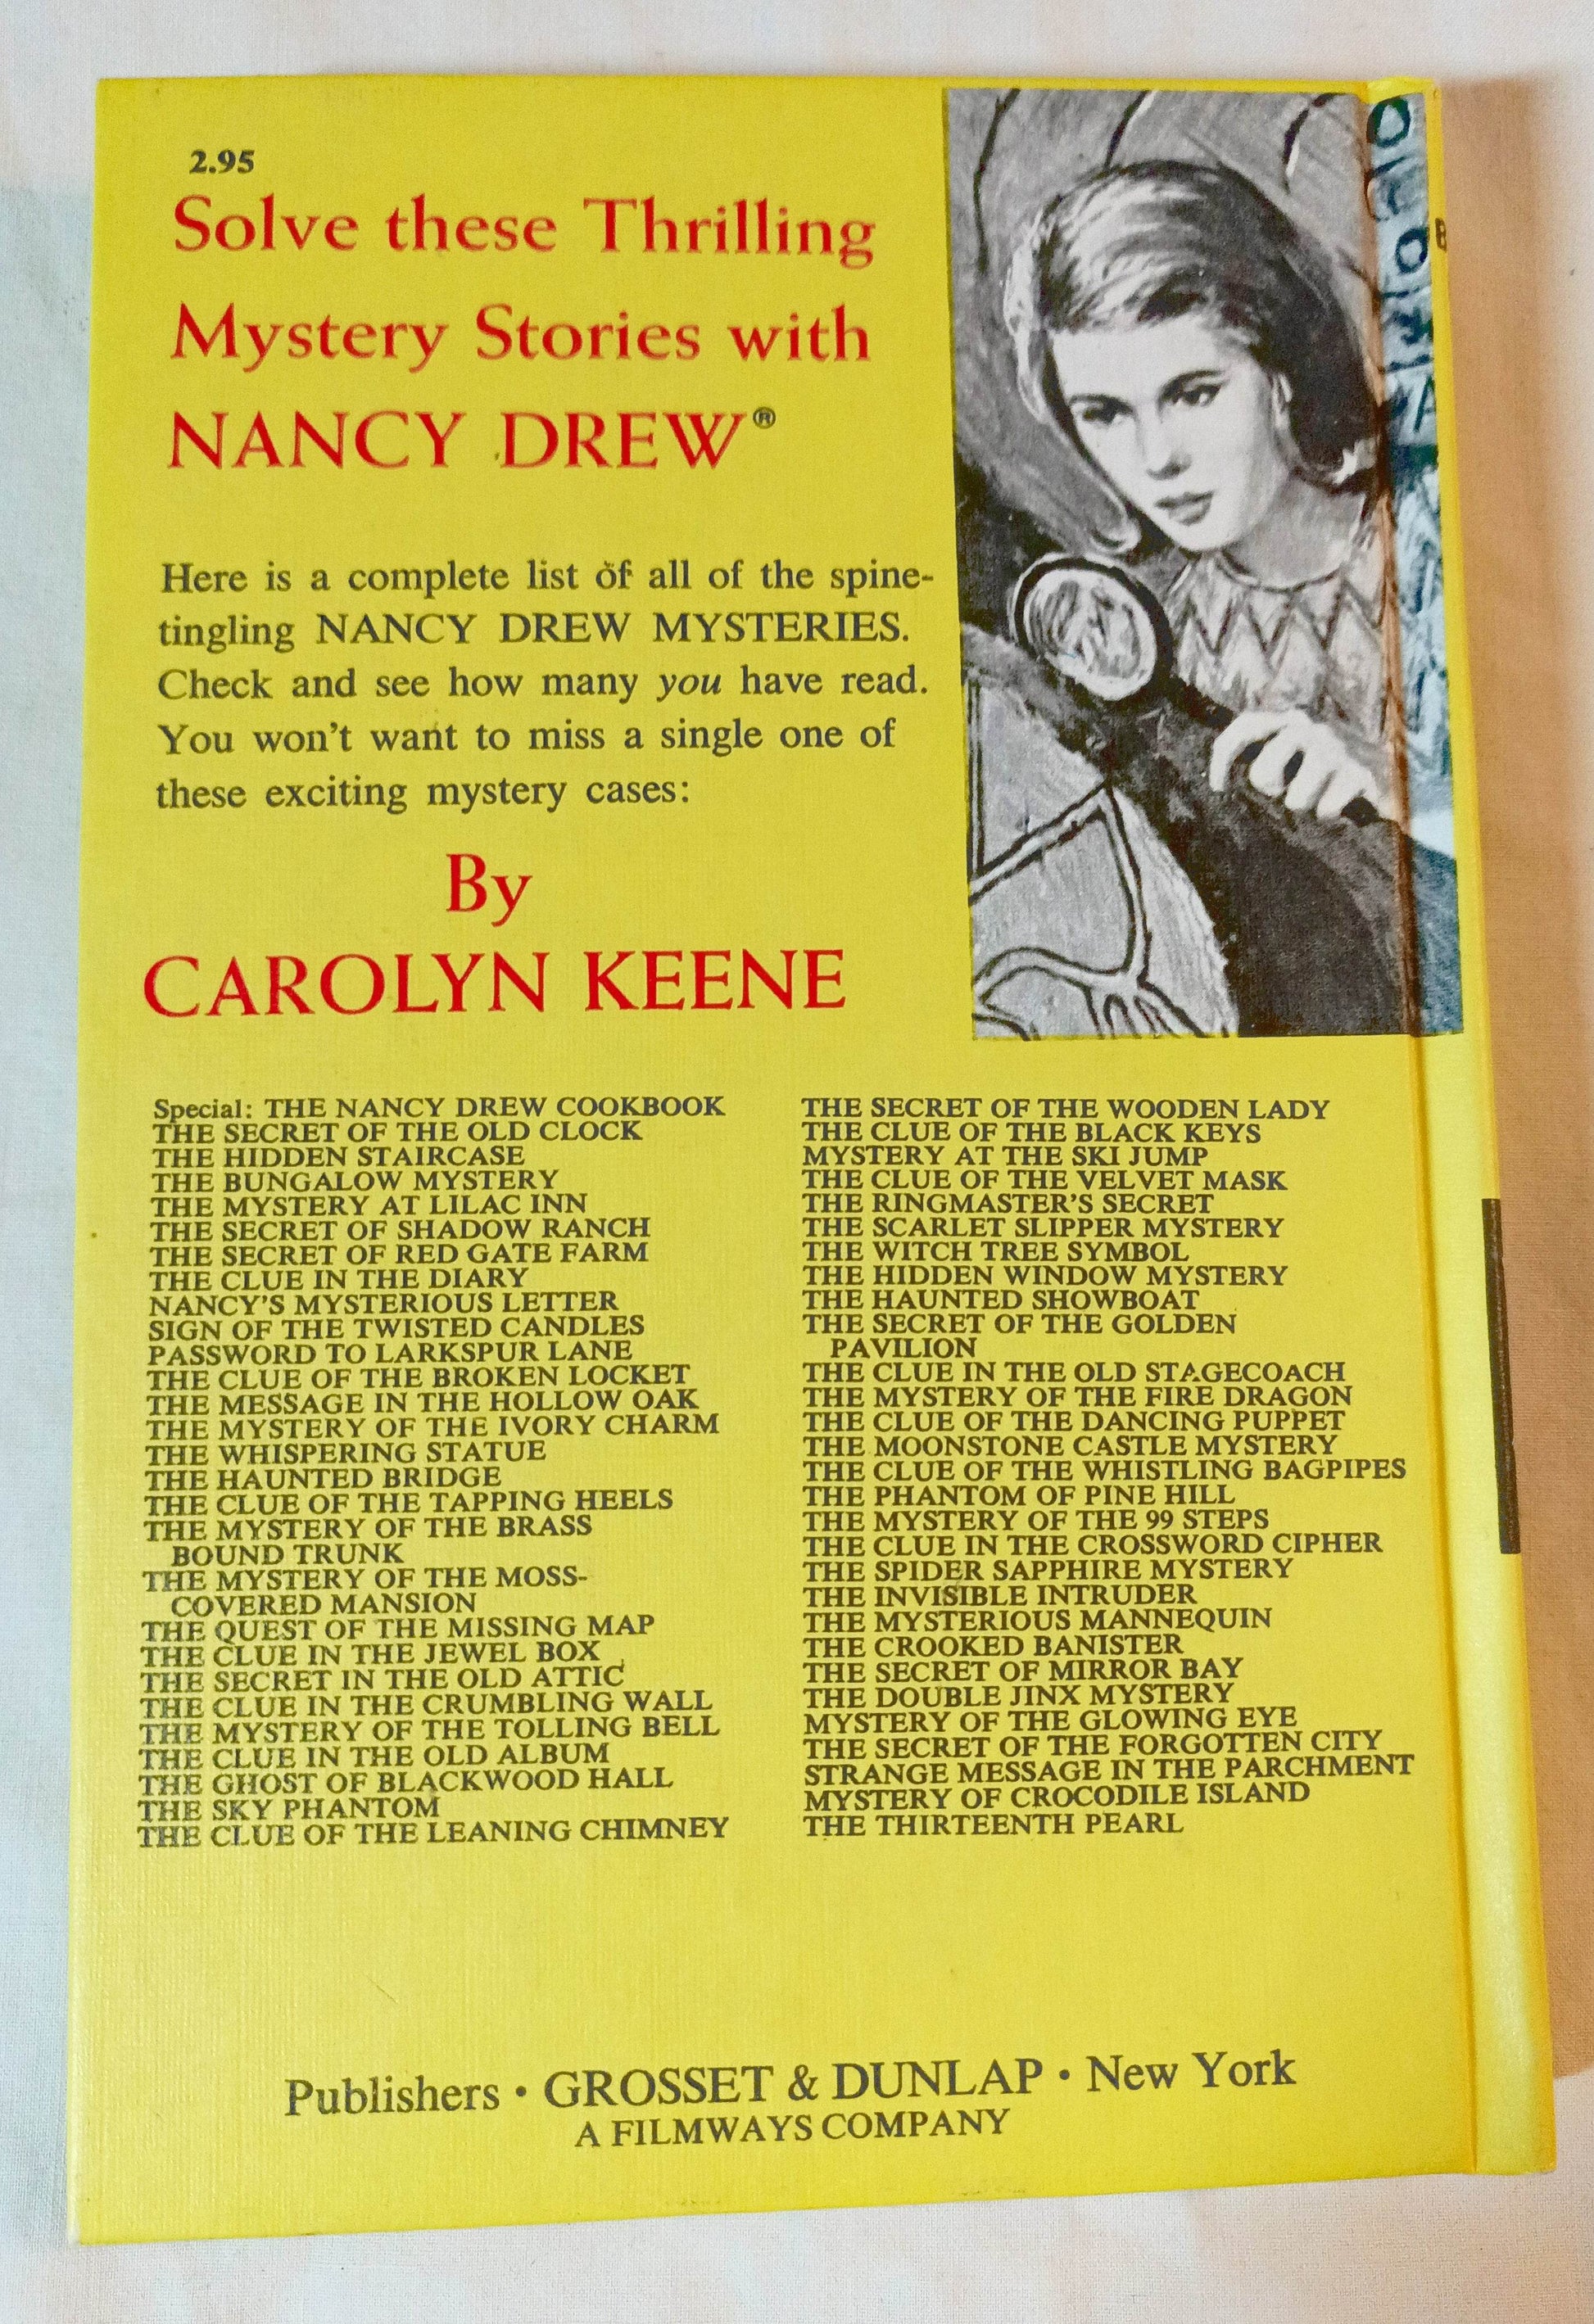 2.95
Solve these Thrilling
Mystery Stories with
NANCY DREW®
Here is a complete list of all of the spine-
tingling NANCY DREW MYSTERIES.
Check and see how many you have read.
You won't want to miss a single one of
these exciting mystery cases:
By
CAROLYN KEENE
Special: THE NANCY DREW COOKBOOK
THE SECRET OF THE OLD CLOCK
THE HIDDEN STAIRCASE
THE BUNGALOW MYSTERY
THE MYSTERY AT LILAC INN
THE SECRET OF SHADOW RANCH
THE SECRET OF RED GATE FARM
THE CLUE IN THE DIARY
NANCY'S MYSTERIOUS LETTER
SIGN OF THE TWISTED CANDLES
PASSWORD TO LARKSPUR LANE
THE CLUE OF THE BROKEN LOCKET
THE MESSAGE IN THE HOLLOW OAK
THE MYSTERY OF THE IVORY CHARM
THE WHISPERING STATUE
THE HAUNTED BRIDGE
THE CLUE OF THE TAPPING HEELS
THE MYSTERY OF THE BRASS
BOUND TRUNK
THE MYSTERY OF THE MOSS-
COVERED MANSION
THE QUEST OF THE MISSING MAP
THE CLUE IN THE JEWEL BOX
THE SECRET IN THE OLD ATTIC
THE CLUE IN THE CRUMBLING WALL
THE MYSTERY OF THE TOLLING BELL
THE CLUE IN THE OLD ALBUM
THE GHOST OF BLACKWOOD HALL
THE SKY PHANTOM
THE CLUE OF THE LEANING CHIMNEY
THE SECRET OF THE WOODEN LADY
THE CLUE OF THE BLACK KEYS
MYSTERY AT THE SKI JUMP
THE CLUE OF THE VELVET MASK
THE RINGMASTER'S SECRET
THE SCARLET SLIPPER MYSTERY
THE WITCH TREE SYMBOL
THE HIDDEN WINDOW MYSTERY
THE HAUNTED SHOWBOAT
THE SECRET OF THE GOLDEN
PAVILION
THE CLUE IN THE OLD STAGECOACH
THE MYSTERY OF THE FIRE DRAGON
THE CLUE OF THE DANCING PUPPET
THE MOONSTONE CASTLE MYSTERY
THE CLUE OF THE WHISTLING BAGPIPES
THE PHANTOM OF PINE HILL
THE MYSTERY OF THE 99 STEPS
THE CLUE IN THE CROSSWORD CIPHER
THE SPIDER SAPPHIRE MYSTERY
THE INVISIBLE INTRUDER
THE MYSTERIOUS MANNEQUIN
THE CROOKED BANISTER
THE SECRET OF MIRROR BAY
THE DOUBLE JINX MYSTERY
MYSTERY OF THE GLOWING EYE
THE SECRET OF THE FORGOTTEN CITY
STRANGE MESSAGE IN THE PARCHMENT
MYSTERY OF CROCODILE ISLAND
THE THIRTEENTH PEARL
Publishers • GROSSET & DUNLAP • New York
A FILMWAYS COMPANY